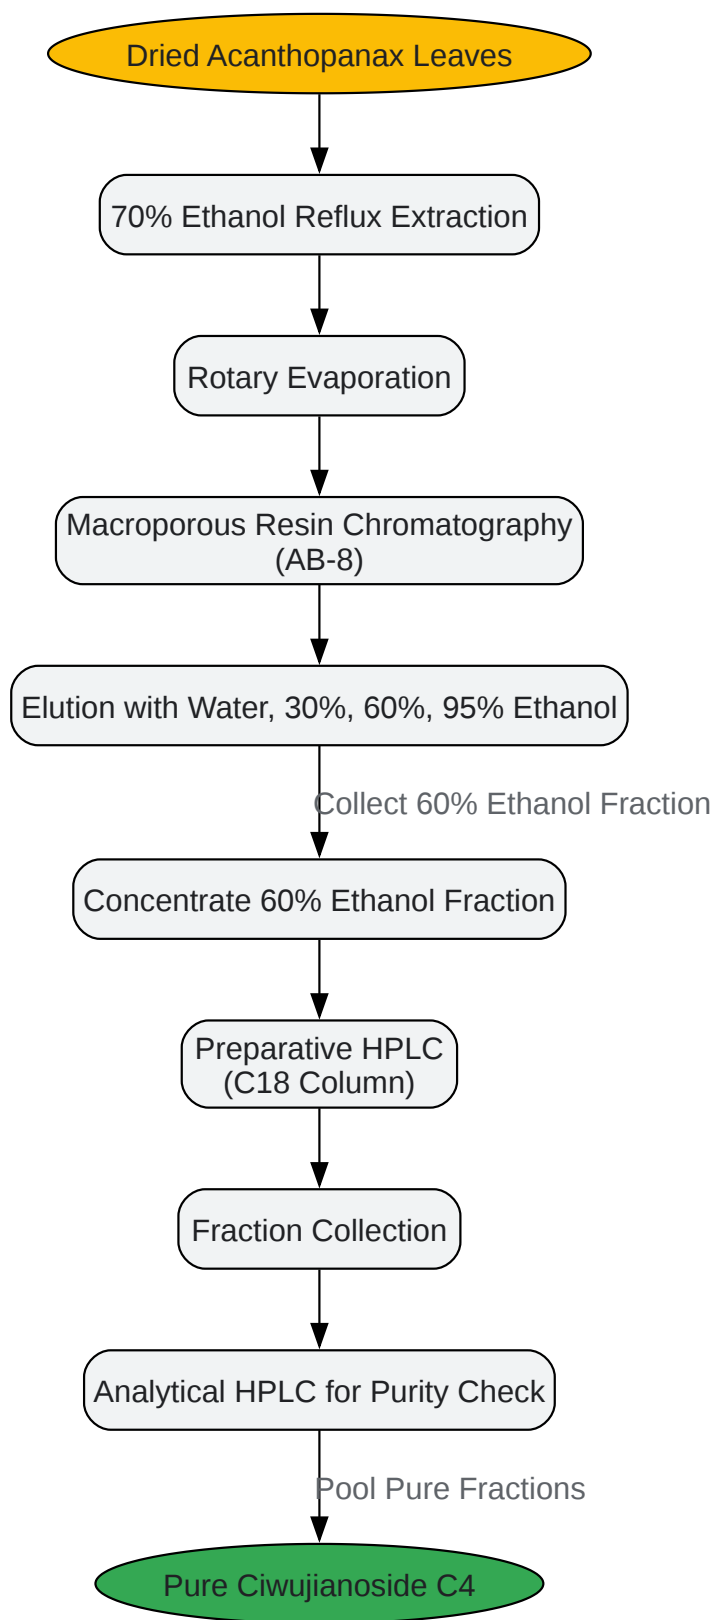 Dried Acanthopanax Leaves
70% Ethanol Reflux Extraction
Rotary Evaporation
Macroporous Resin Chromatography
(AB-8)
Elution with Water, 30%, 60%, 95% Ethanol
Collect 60% Ethanol Fraction
Concentrate 60% Ethanol Fraction
Preparative HPLC
(C18 Column)
Fraction Collection
Analytical HPLC for Purity Check
Pool Pure Fractions
Pure Ciwujianoside C4